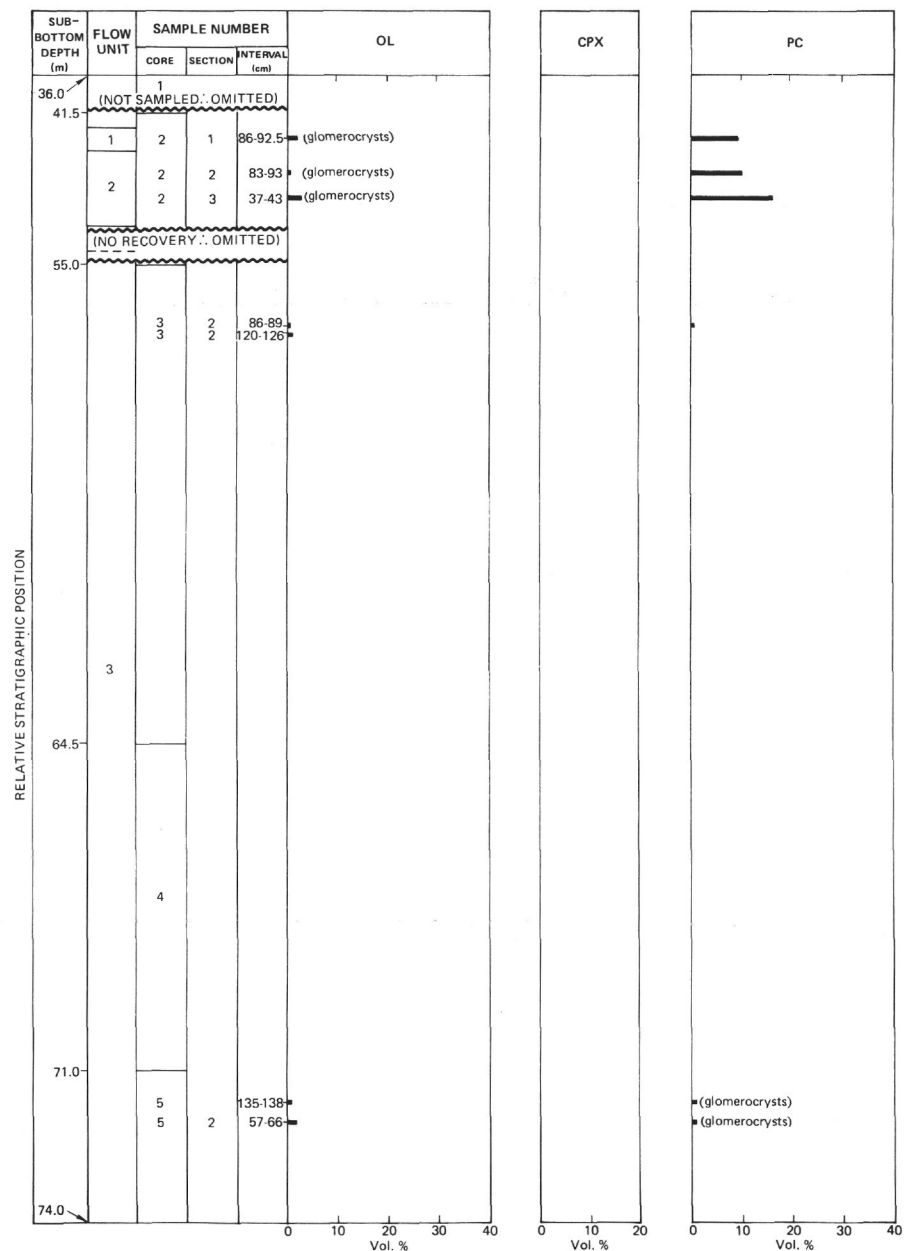 SUB-BOTTOM DEPTH (m)
FLOW UNIT
SAMPLE NUMBER
CORE SECTION INTERVAL (cm)
OL
CPX
PC
36.0
1
(NOT SAMPLED ∴ OMITTED)
41.5
1 2 1 86-92.5 (glomerocrysts)
2 2 83-93 (glomerocrysts)
2
2 3 37-43 (glomerocrysts)
(NO RECOVERY ∴ OMITTED)
55.0
3 2 86-89
3 2 120-126
RELATIVE STRATIGRAPHIC POSITION
3
64.5
4
71.0
5 135-138 (glomerocrysts)
5 2 57-66 (glomerocrysts)
74.0
0 10 20 30 40
Vol. %
0 10 20
Vol. %
0 10 20 30 40
Vol. %